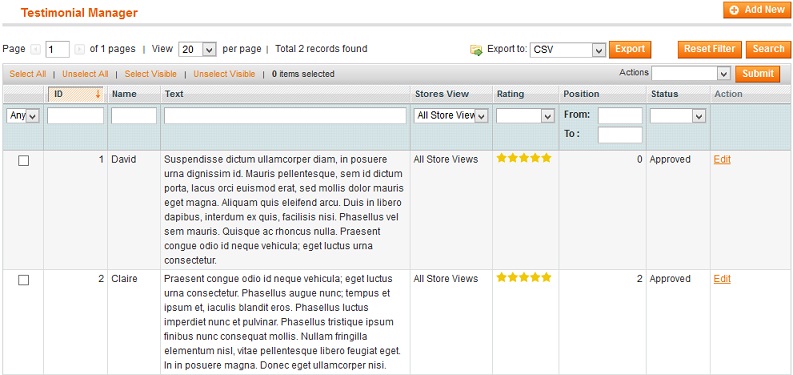 Testimonial Manager
Add New
Page 1 of 1 pages | View 20 per page | Total 2 records found
Export to: CSV Export Reset Filter Search
Select All | Unselect All | Select Visible | Unselect Visible | 0 items selected
Actions Submit
ID Name Text Stores View Rating Position Status Action
Any All Store View From:
To :
1 David Suspendisse dictum ullamcorper diam, in posuere All Store Views 0 Approved Edit
urna dignissim id. Mauris pellentesque, sem id dictum
porta, lacus orci euismod erat, sed mollis dolor mauris
eget magna. Aliquam quis eleifend arcu. Duis in libero
dapibus, interdum ex quis, facilisis nisi. Phasellus vel
sem mauris. Quisque ac rhoncus nulla. Praesent
congue odio id neque vehicula; eget luctus urna
consectetur.
2 Claire Praesent congue odio id neque vehicula; eget luctus All Store Views 2 Approved Edit
urna consectetur. Phasellus augue nunc; tempus et
ipsum et, iaculis blandit eros. Phasellus luctus
imperdiet nunc et pulvinar. Phasellus tristique ipsum
finibus nunc consequat mollis. Nullam fringilla
elementum nisl, vitae pellentesque libero feugiat eget.
In in posuere magna. Donec eget ullamcorper nisi.